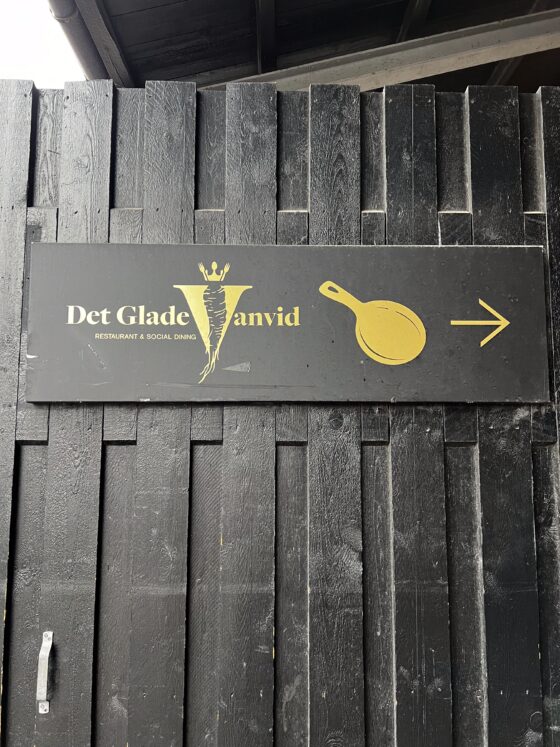 Det Glade Vanvid
RESTAURANT & SOCIAL DINING